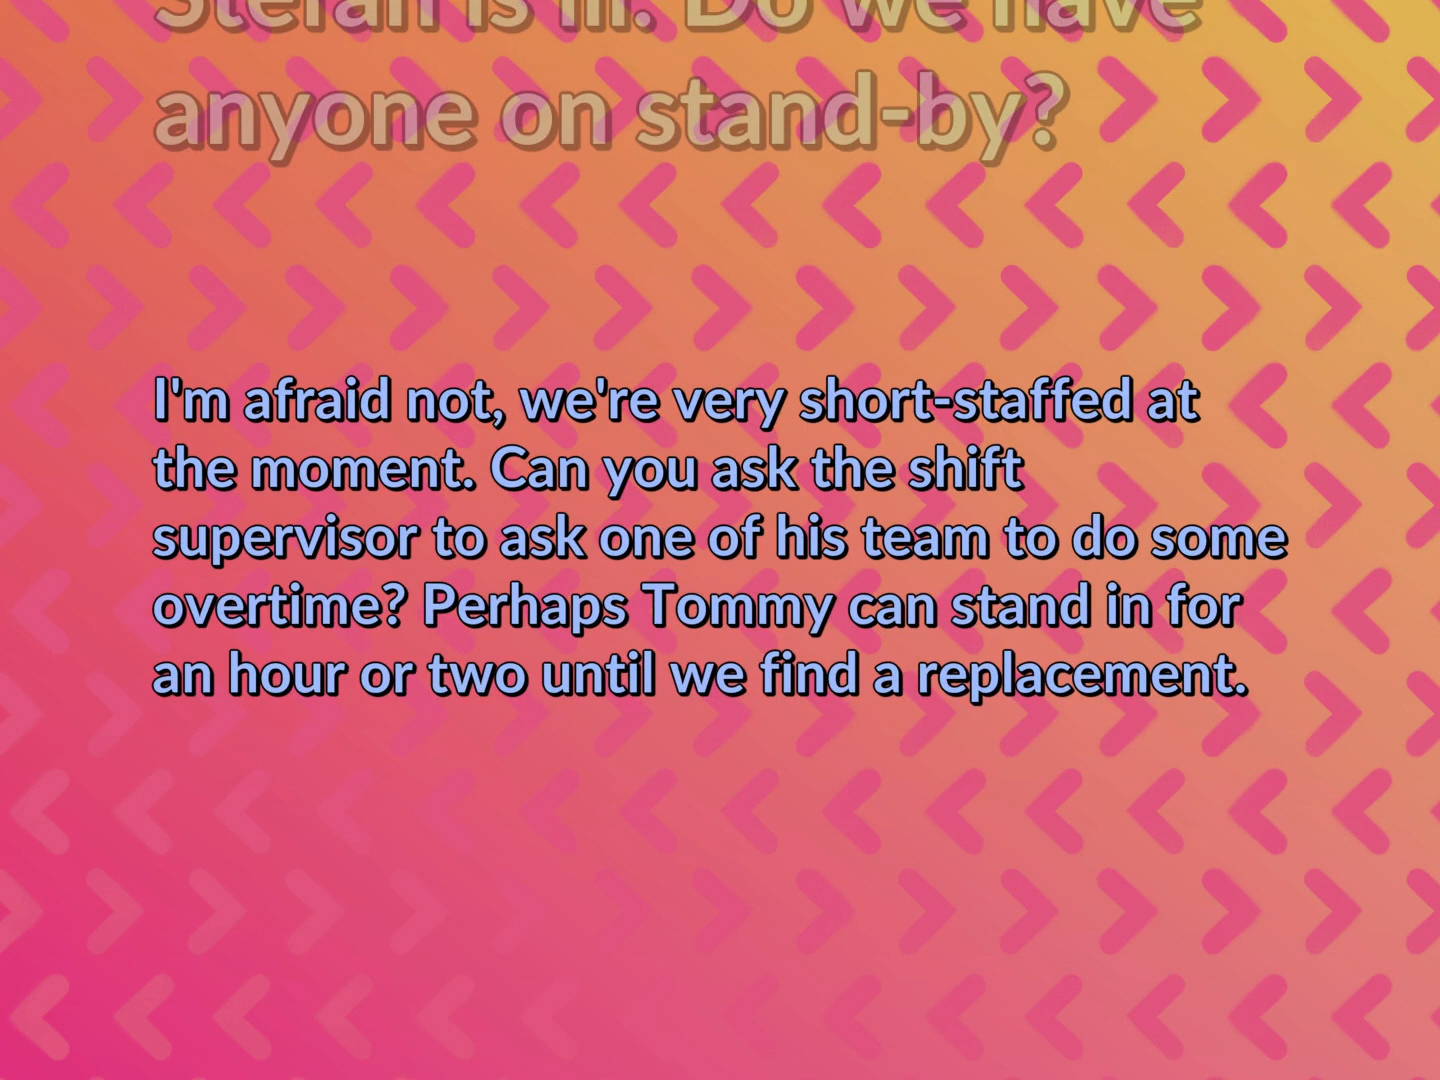 Stefan is ill. Do we have
anyone on stand-by?
I'm afraid not, we're very short-staffed at
the moment. Can you ask the shift
supervisor to ask one of his team to do some
overtime? Perhaps Tommy can stand in for
an hour or two until we find a replacement.